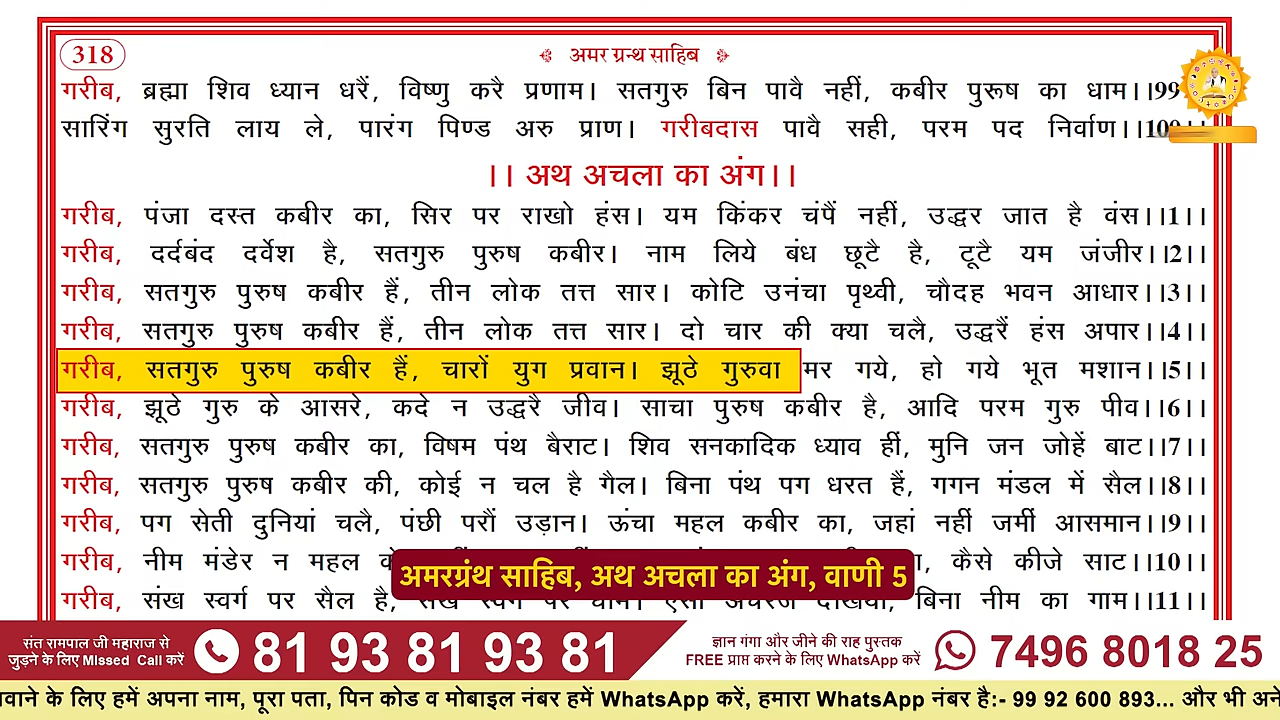 318
अमर ग्रन्थ साहिब
गरीब, ब्रह्मा शिव ध्यान धरैं, विष्णु करै प्रणाम। सतगुरु बिन पावै नहीं, कबीर पुरूष का धाम।।99
सारिंग सुरति लाय ले, पारंग पिण्ड अरु प्राण। गरीबदास पावै सही, परम पद निर्वाण।।100।।
।। अथ अचला का अंग।।
गरीब, पंजा दस्त कबीर का, सिर पर राखो हंस। यम किंकर चंपैं नहीं, उद्धर जात है वंस।।1।।
गरीब, दर्दबंद दर्वेश है, सतगुरु पुरुष कबीर। नाम लिये बंध छूटै है, टूटै यम जंजीर।।2।।
गरीब, सतगुरु पुरुष कबीर हैं, तीन लोक तत्त सार। कोटि उनंचा पृथ्वी, चौदह भवन आधार।।3।।
गरीब, सतगुरु पुरुष कबीर हैं, तीन लोक तत्त सार। दो चार की क्या चलै, उद्धरैं हंस अपार।।4।।
गरीब, सतगुरु पुरुष कबीर हैं, चारों युग प्रवान। झूठे गुरुवा मर गये, हो गये भूत मशान।।5।।
गरीब, झूठे गुरु के आसरे, कदे न उद्धरै जीव। साचा पुरुष कबीर है, आदि परम गुरु पीव।।6।।
गरीब, सतगुरु पुरुष कबीर का, विषम पंथ बैराट। शिव सनकादिक ध्याव हीं, मुनि जन जोहें बाट।।7।।
गरीब, सतगुरु पुरुष कबीर की, कोई न चल है गैल। बिना पंथ पग धरत हैं, गगन मंडल में सैल।।8।।
गरीब, पग सेती दुनियां चलै, पंछी परौं उड़ान। ऊंचा महल कबीर का, जहां नहीं जमीं आसमान।।9।।
गरीब, नीम मंडेर न महल कैसे कीजे साट।।10।।
गरीब, संख स्वर्ग पर सैल है, बिना नीम का गाम।।11।।
अमरग्रंथ साहिब, अथ अचला का अंग, वाणी 5
संत रामपाल जी महाराज से
जुड़ने के लिए Missed Call करें
81 93 81 93 81
ज्ञान गंगा और जीने की राह पुस्तक
FREE प्राप्त करने के लिए WhatsApp करें
7496 8018 25
के लिए हमें अपना नाम, पूरा पता, पिन कोड व मोबाइल नंबर हमें WhatsApp करें, हमारा WhatsApp नंबर है:- 99 92 600 893... और भी